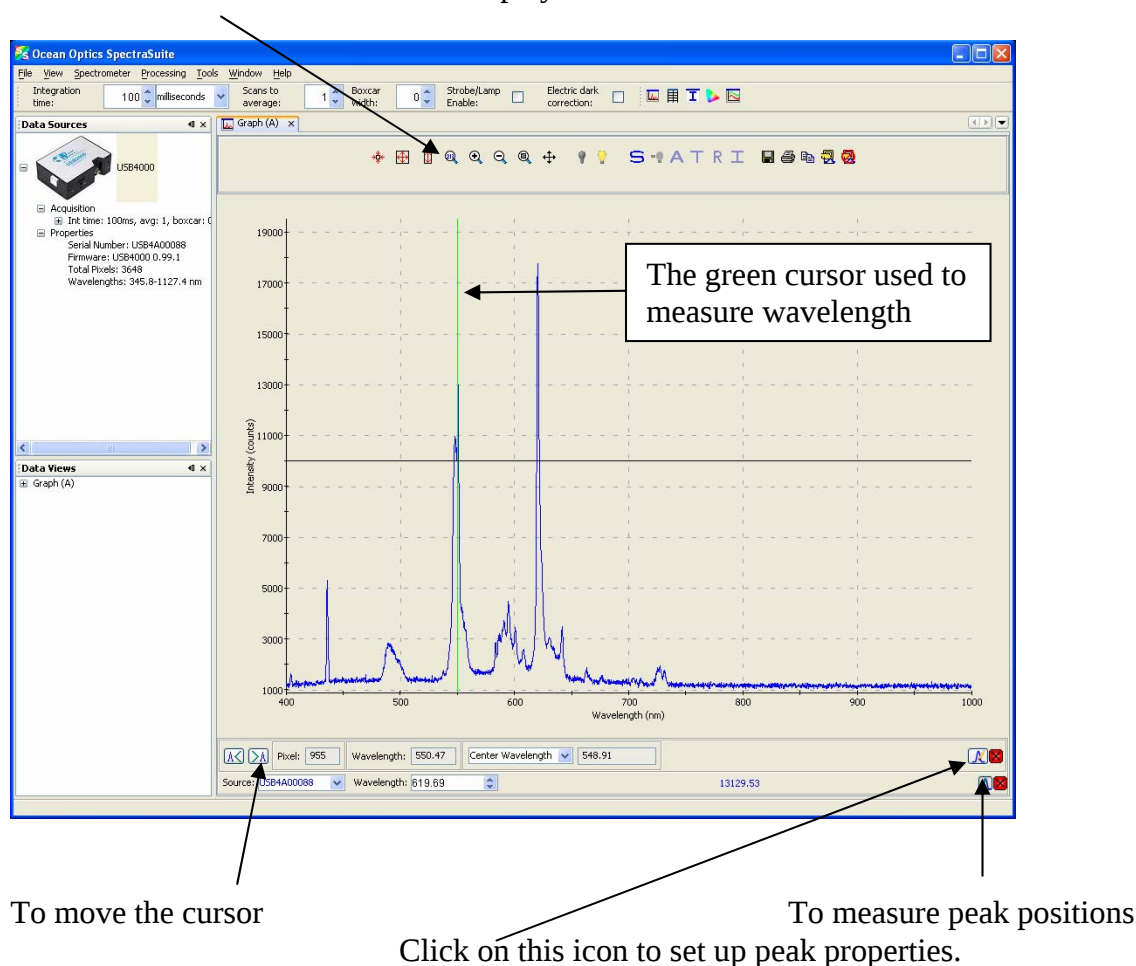 Ocean Optics SpectraSuite
File View Spectrometer Processing Tools Window Help
Integration time: 100 milliseconds Scans to average: 1 Boxcar width: 0 Strobe/Lamp Enable: Electric dark correction:
Data Sources
Graph (A)
USB4000
S A T R I
Acquisition
Int time: 100ms, avg: 1, boxcar: 0
Properties
Serial Number: USB4A00088
Firmware: USB4000 0.99.1
Total Pixels: 3648
Wavelengths: 345.8-1127.4 nm
Data Views
Graph (A)
19000
17000
15000
13000
11000
9000
7000
5000
3000
1000
Intensity (counts)
The green cursor used to
measure wavelength
400 500 600 700 800 900 1000
Wavelength (nm)
Pixel: 955 Wavelength: 550.47 Center Wavelength 548.91
Source: USB4A00088 Wavelength: 619.69 13129.53
To move the cursor
To measure peak positions
Click on this icon to set up peak properties.